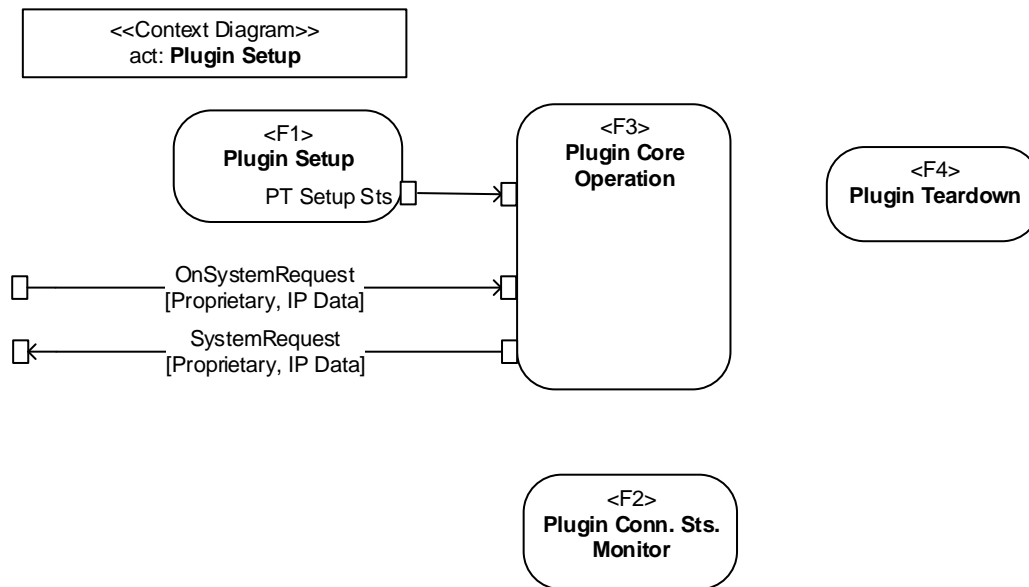 <<Context Diagram>>
act: Plugin Setup
<F1>
Plugin Setup
PT Setup Sts
<F3>
Plugin Core
Operation
<F4>
Plugin Teardown
OnSystemRequest
[Proprietary, IP Data]
SystemRequest
[Proprietary, IP Data]
<F2>
Plugin Conn. Sts.
Monitor